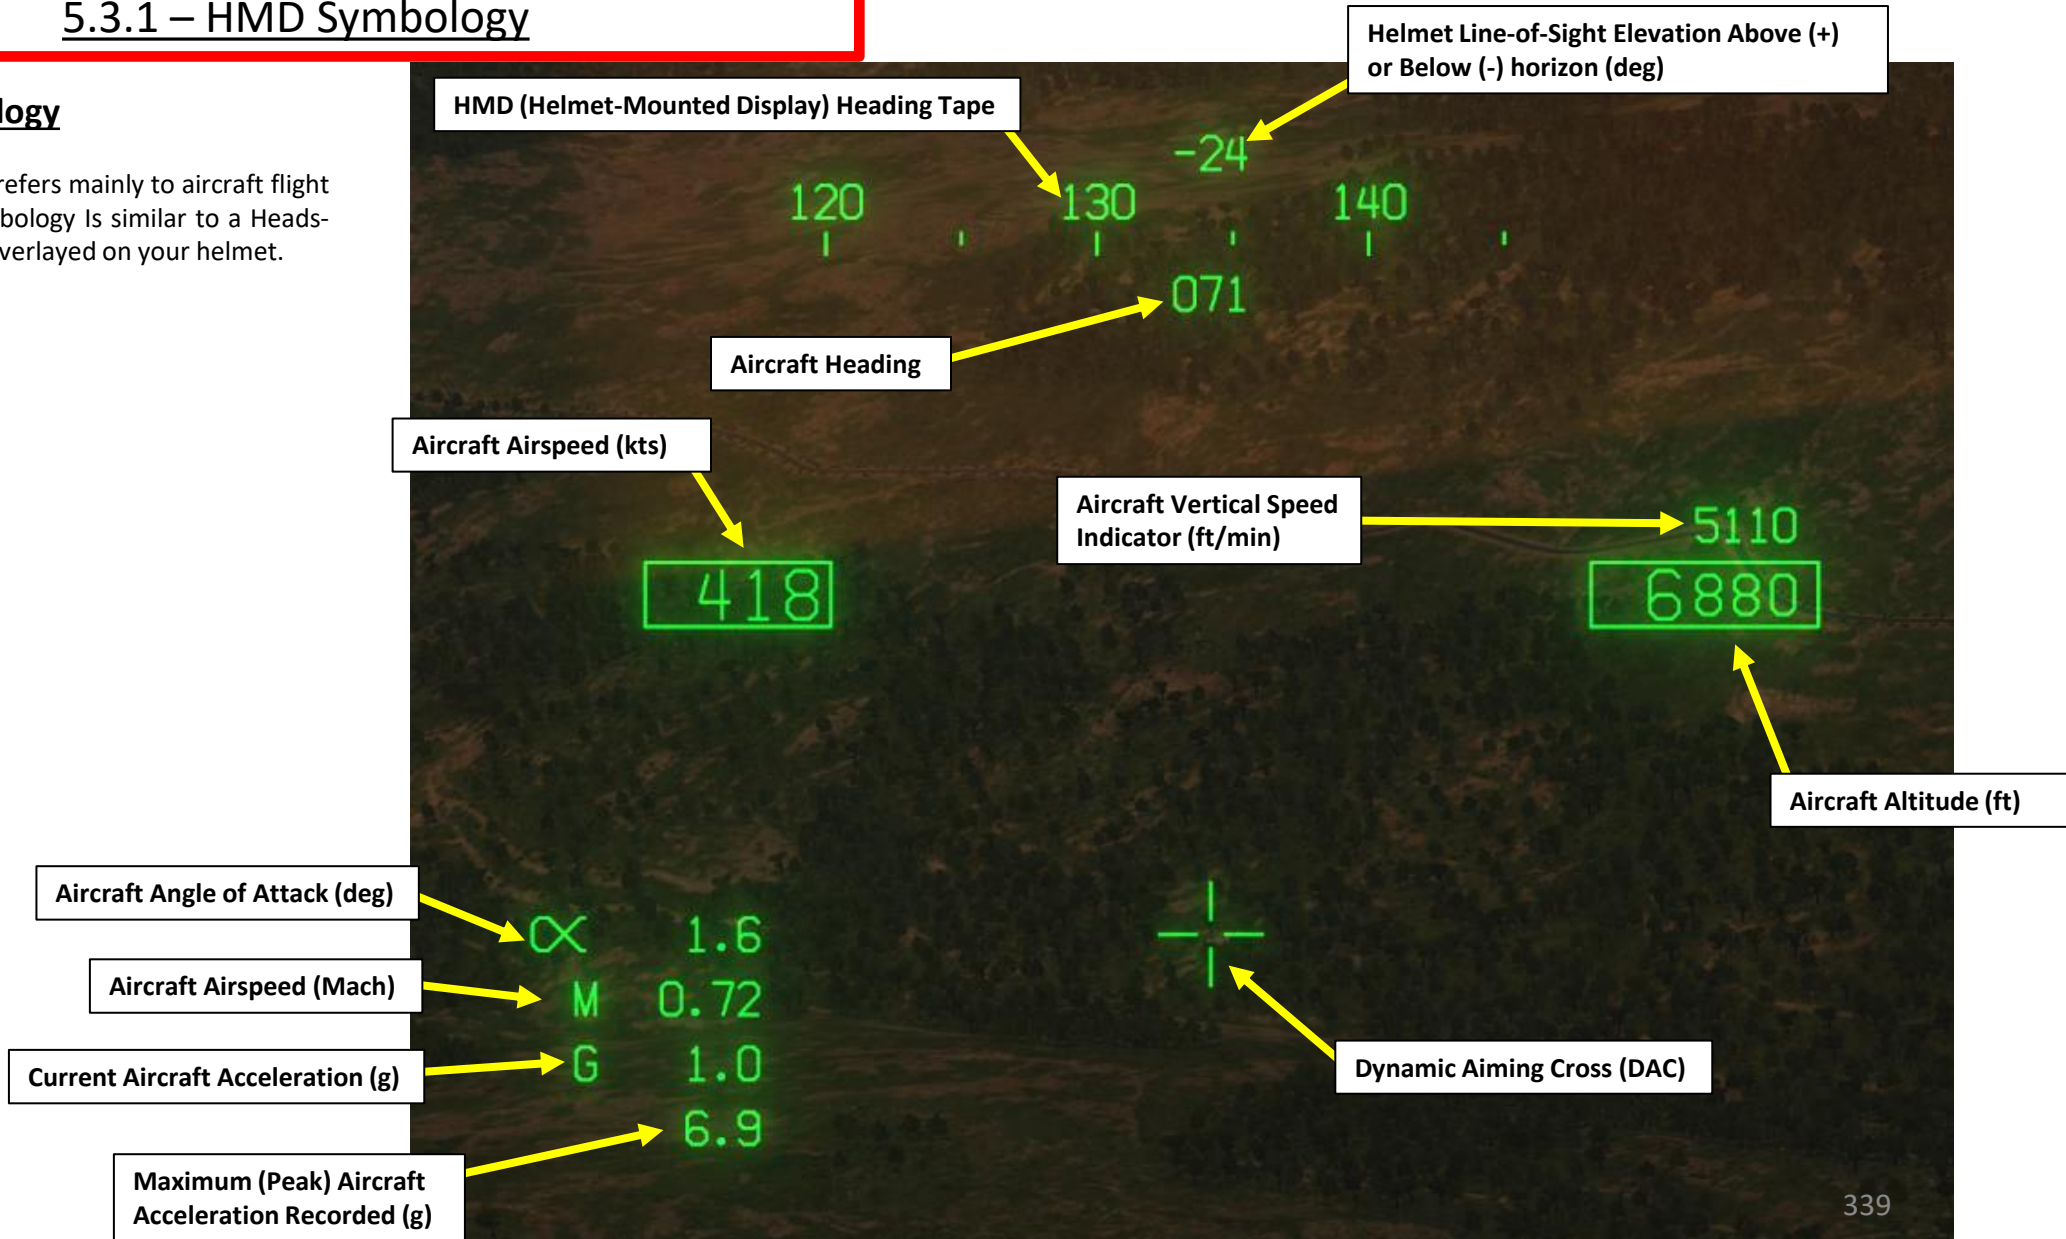 5.3.1 – HMD Symbology
logy
refers mainly to aircraft flight
bology Is similar to a Heads-
verlayed on your helmet.
Helmet Line-of-Sight Elevation Above (+)
or Below (-) horizon (deg)
HMD (Helmet-Mounted Display) Heading Tape
-24
120 130 140
071
Aircraft Heading
Aircraft Airspeed (kts)
Aircraft Vertical Speed
Indicator (ft/min)
5110
418
6880
Aircraft Altitude (ft)
Aircraft Angle of Attack (deg)
α 1.6
Aircraft Airspeed (Mach)
M 0.72
Current Aircraft Acceleration (g)
G 1.0
Dynamic Aiming Cross (DAC)
6.9
Maximum (Peak) Aircraft
Acceleration Recorded (g)
339